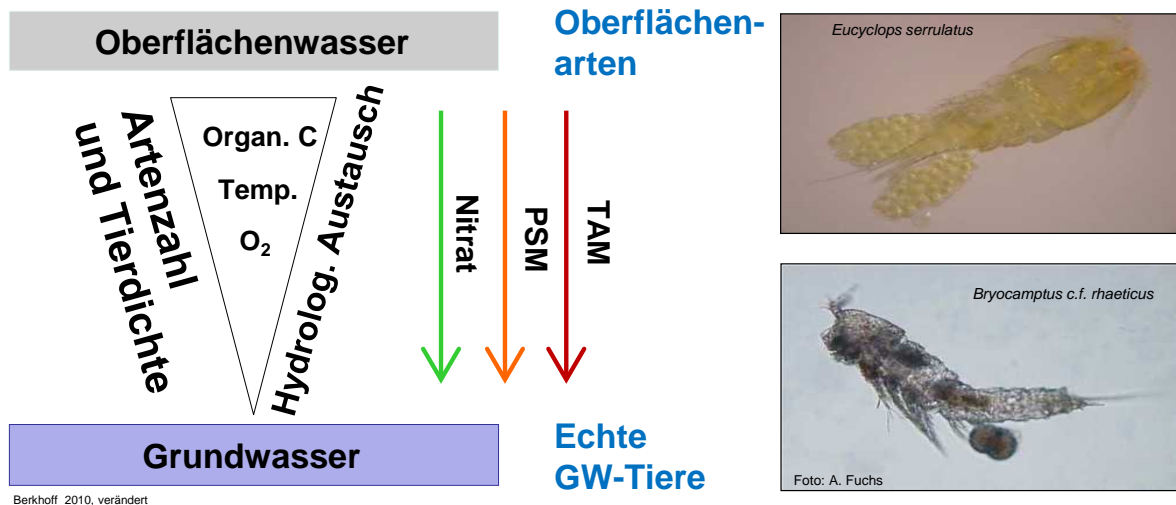 Oberflächenwasser
Oberflächen-
arten
Eucyclops serrulatus
Artenzahl
und Tierdichte
Organ. C
Temp.
O₂
Hydrolog. Austausch
Nitrat
PSM
TAM
Bryocamptus c.f. rhaeticus
Grundwasser
Echte
GW-Tiere
Foto: A. Fuchs
Berkhoff 2010, verändert